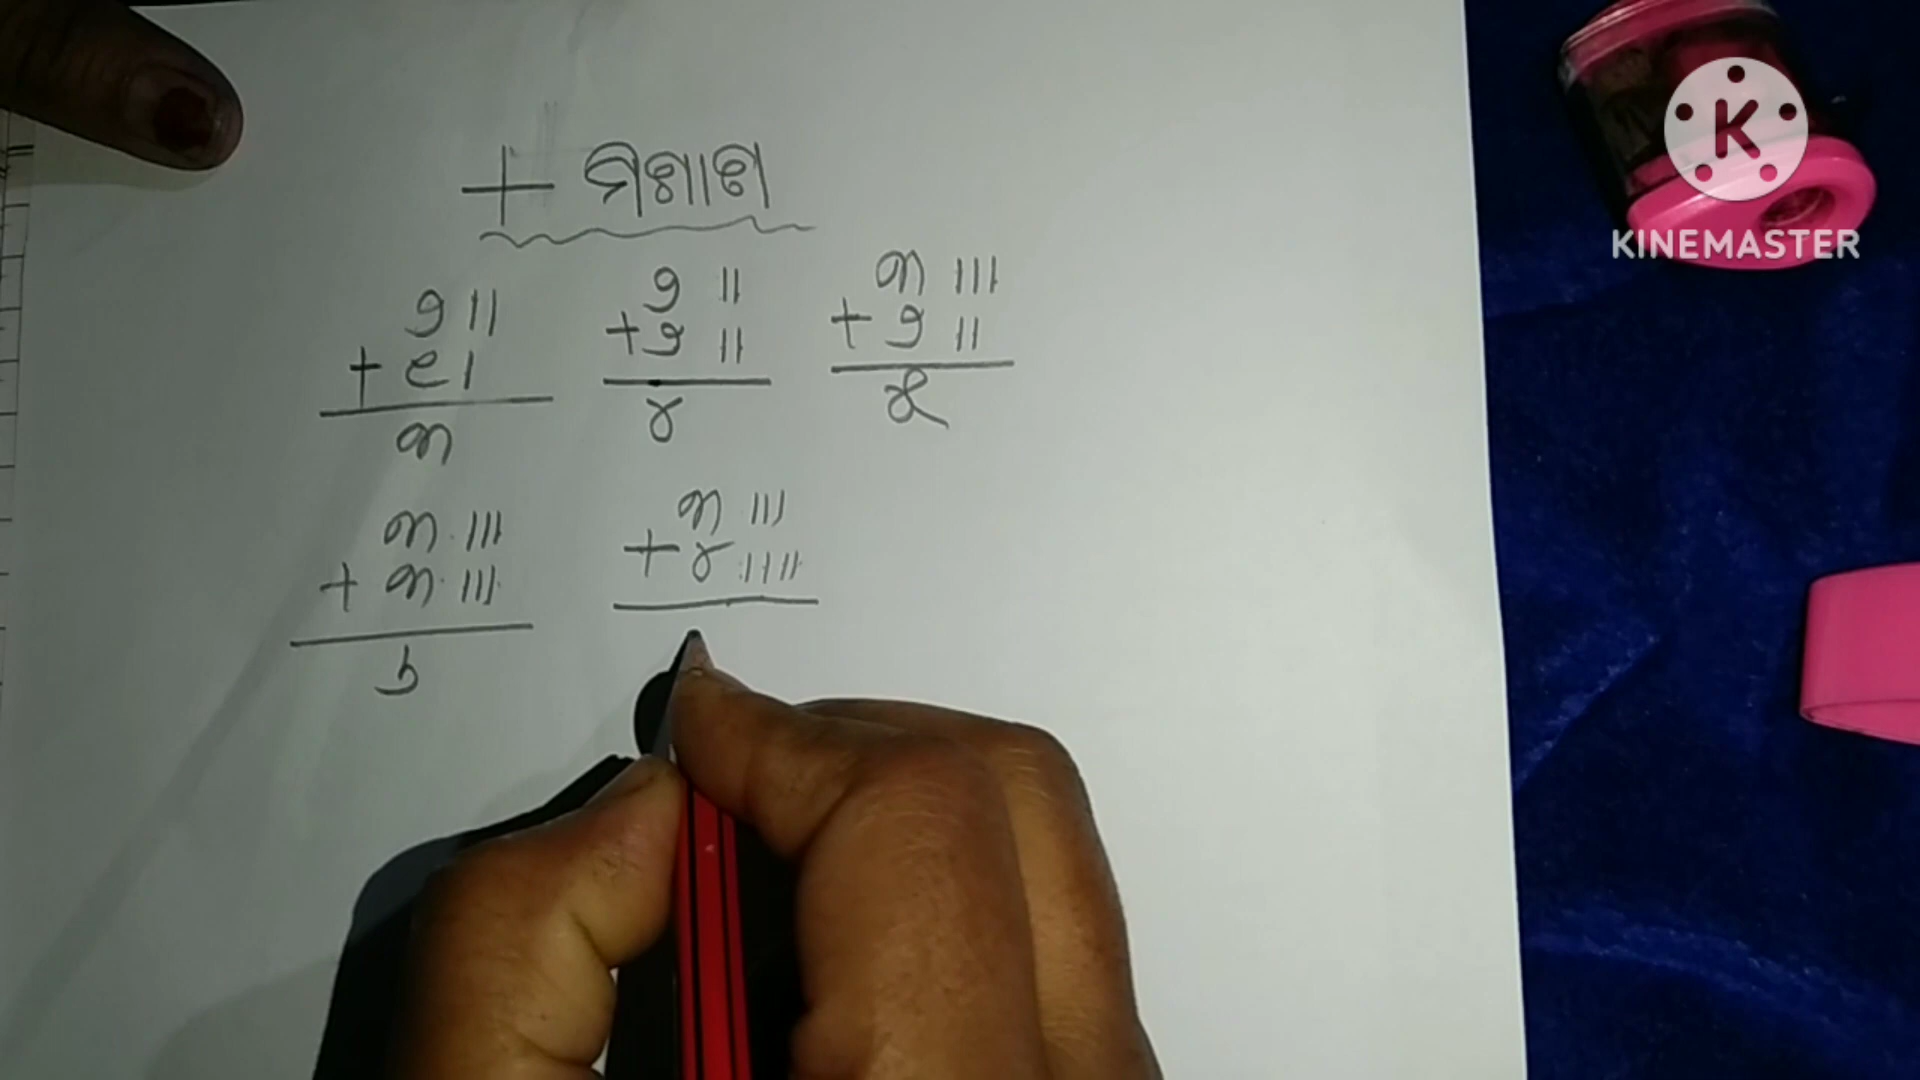 + ମିଶାଣ
୨ ||
+ ୧ |
୩
୨ ||
+ ୨ ||
୪
୩ |||
+ ୨ ||
୫
୩ |||
+ ୩ |||
୬
୩ |||
+ ୪ ||||
K
KINEMASTER